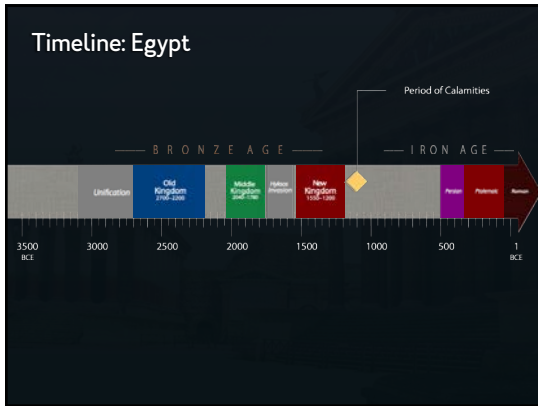 Timeline: Egypt
Period of Calamities
BRONZE AGE
IRON AGE
Unification
Old
Kingdom
2700-2200
Middle
Kingdom
2040-1780
Hyksos
Invasion
New
Kingdom
1550-1200
Persian
Ptolemaic
Roman
3500
BCE
3000
2500
2000
1500
1000
500
1
BCE